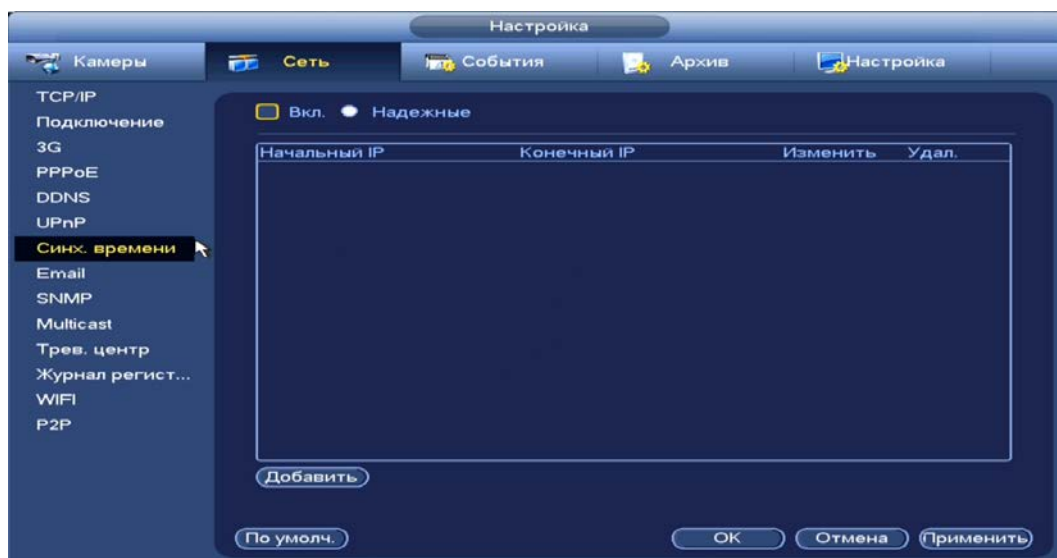 Настройка
Камеры Сеть События Архив Настройка
TCP/IP
Подключение
3G
PPPoE
DDNS
UPnP
Синх. времени
Email
SNMP
Multicast
Трев. центр
Журнал регист...
WIFI
P2P
Вкл. Надежные
Начальный IP Конечный IP Изменить Удал.
Добавить
По умолч. OK Отмена Применить